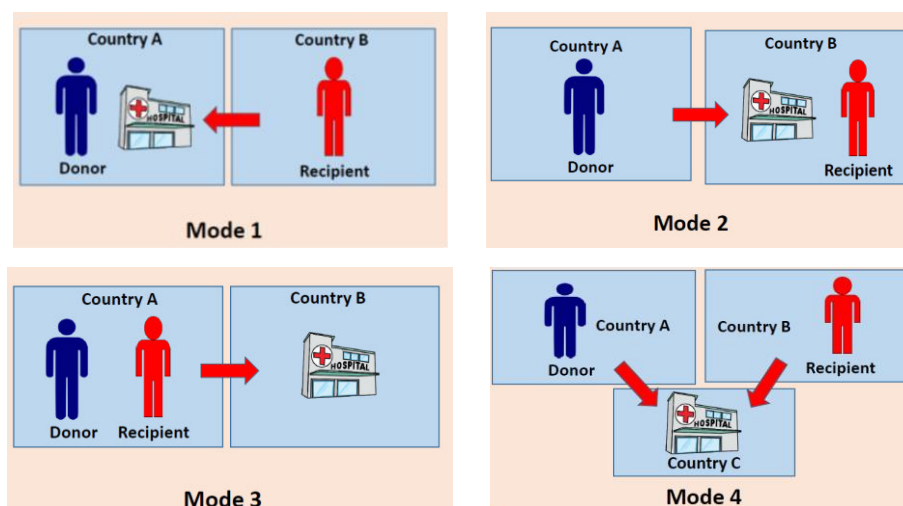 Country A
Country B
HOSPITAL
Donor
Recipient
Mode 1
Country A
Country B
HOSPITAL
Donor
Recipient
Mode 2
Country A
Country B
HOSPITAL
Donor
Recipient
Mode 3
Country A
Country B
Donor
Recipient
HOSPITAL
Country C
Mode 4